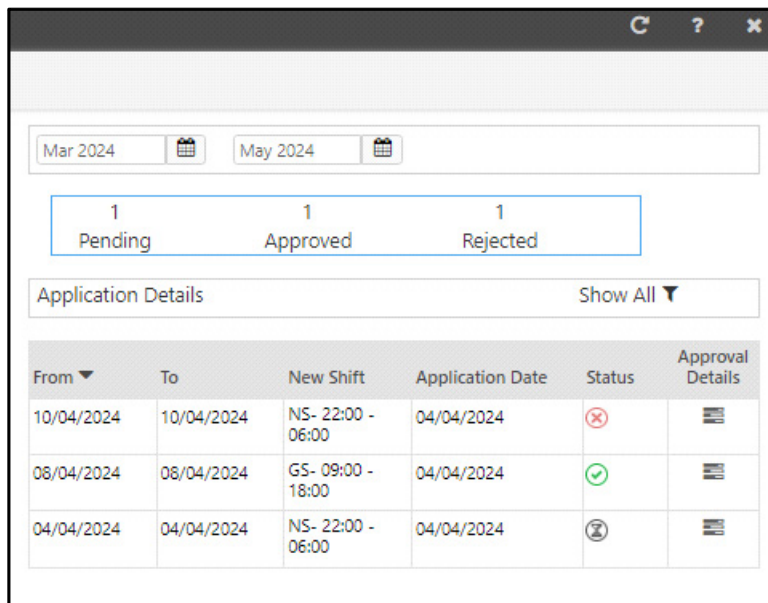 ?
Mar 2024 May 2024
1 1 1
Pending Approved Rejected
Application Details Show All
From To New Shift Application Date Status Approval Details
10/04/2024 10/04/2024 NS- 22:00 - 06:00 04/04/2024
08/04/2024 08/04/2024 GS- 09:00 - 18:00 04/04/2024
04/04/2024 04/04/2024 NS- 22:00 - 06:00 04/04/2024